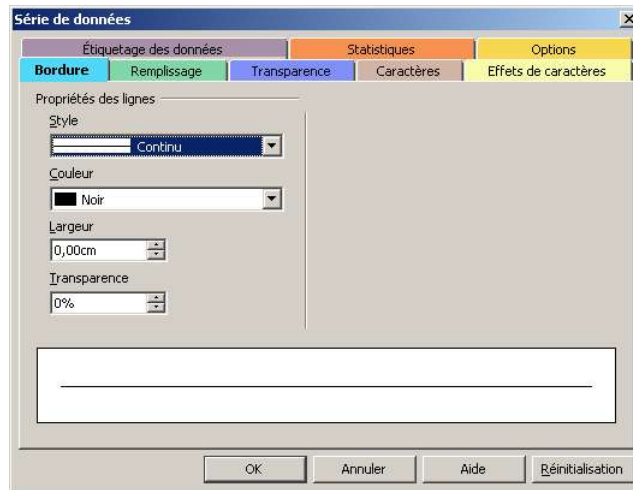 Série de données
Étiquetage des données
Statistiques
Options
Bordure
Remplissage
Transparence
Caractères
Effets de caractères
Propriétés des lignes
Style
Continu
Couleur
Noir
Largeur
0,00cm
Transparence
0%
OK
Annuler
Aide
Réinitialisation